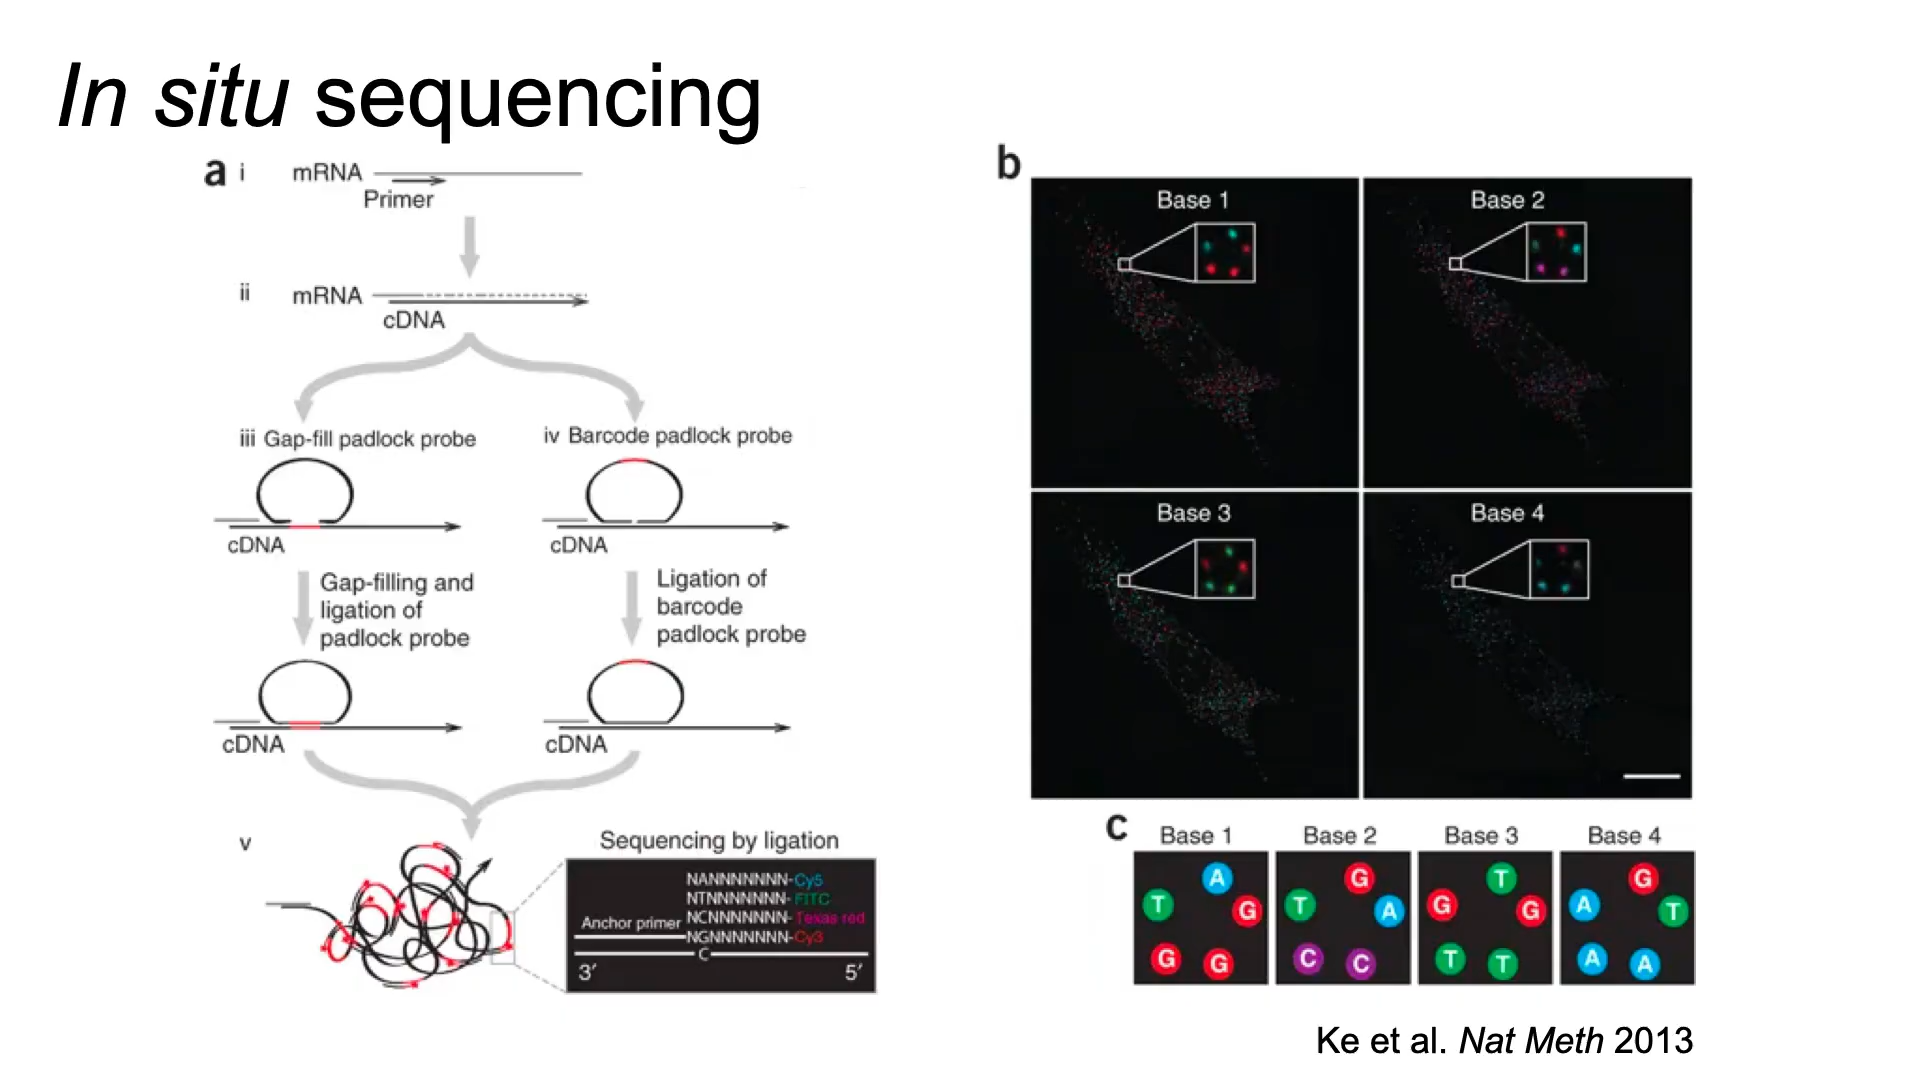 In situ sequencing
a
i
mRNA
Primer
ii
mRNA
cDNA
iii Gap-fill padlock probe
iv Barcode padlock probe
cDNA
cDNA
Gap-filling and
ligation of
padlock probe
Ligation of
barcode
padlock probe
cDNA
cDNA
v
Sequencing by ligation
NANNNNNNN-Cy5
NTNNNNNNN-FITC
Anchor primer
NCNNNNNNN-Texas red
NGNNNNNNN-Cy3
C
3′
5′
b
Base 1
Base 2
Base 3
Base 4
c
Base 1
Base 2
Base 3
Base 4
A
T
G
G
G
G
T
A
C
C
T
G
G
T
T
G
A
T
A
A
Ke et al. Nat Meth 2013